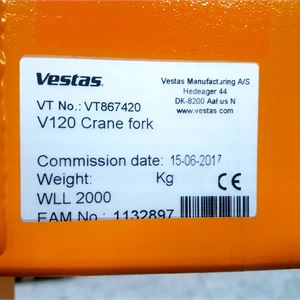 Vestas
Vestas Manufacturing A/S
Hedeager 44
DK-8200 Aarhus N
www.vestas.com
VT No.: VT867420
V120 Crane fork
Commission date: 15-06-2017
Weight: Kg
CE
WLL 2000
EAM No.: 1132897